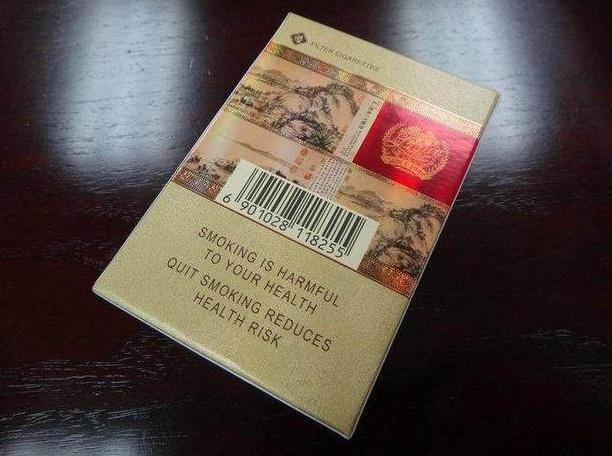 FILTER CIGARETTES
6 901028 118255
SMOKING IS HARMFUL
TO YOUR HEALTH
QUIT SMOKING REDUCES
HEALTH RISK